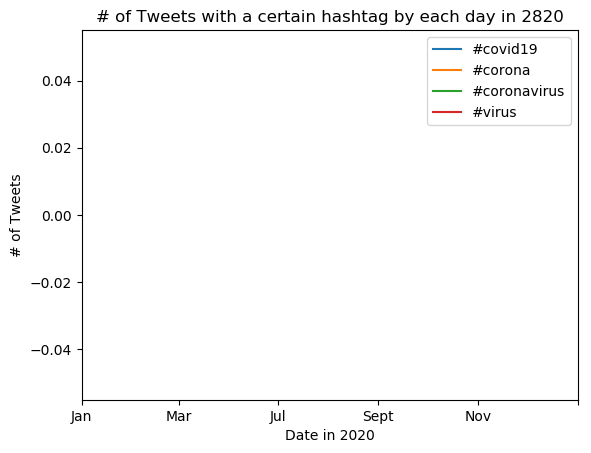 # of Tweets with a certain hashtag by each day in 2820
#covid19
#corona
#coronavirus
#virus
# of Tweets
0.04
0.02
0.00
−0.02
−0.04
Jan Mar Jul Sept Nov
Date in 2020